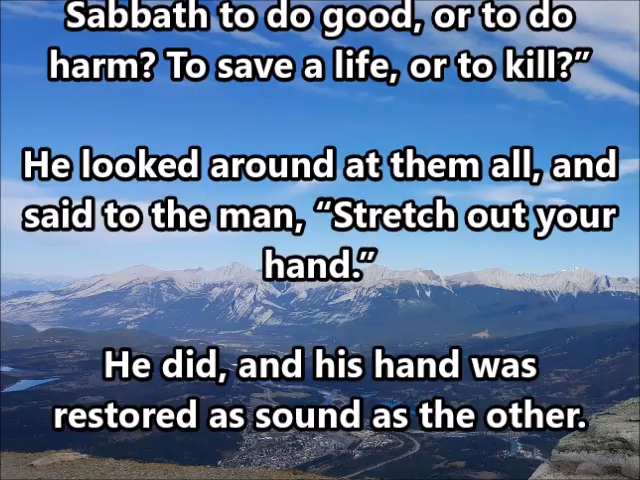 Sabbath to do good, or to do
harm? To save a life, or to kill?”
He looked around at them all, and
said to the man, “Stretch out your
hand.”
He did, and his hand was
restored as sound as the other.